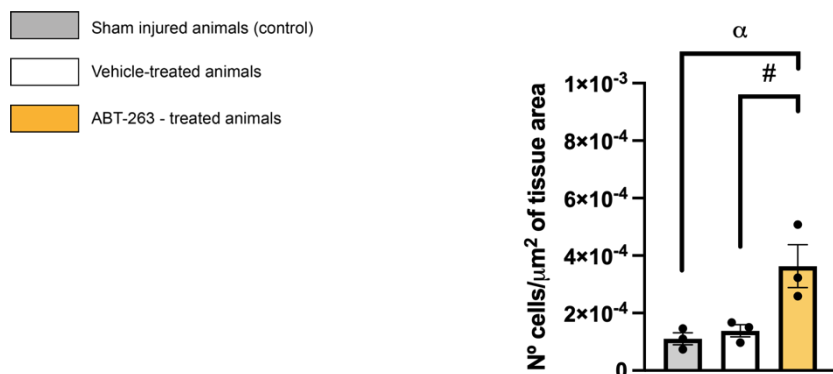 Sham injured animals (control)
Vehicle-treated animals
ABT-263 - treated animals
α
#
Nº cells/μm² of tissue area
1×10⁻³
8×10⁻⁴
6×10⁻⁴
4×10⁻⁴
2×10⁻⁴
0